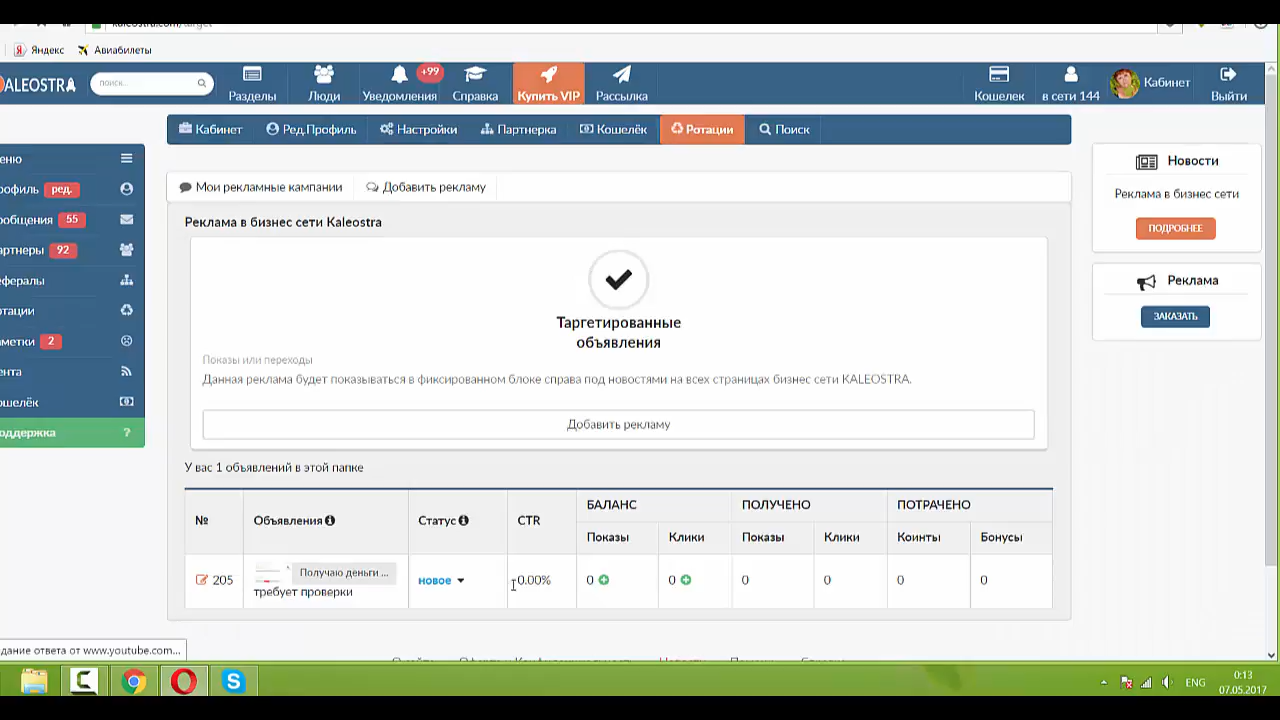 Яндекс Авиабилеты
KALEOSTRA поиск... Разделы Люди +99 Уведомления Справка Купить VIP Рассылка Кошелек в сети 144 Кабинет Выйти
Кабинет Ред.Профиль Настройки Партнерка Кошелёк Ротации Поиск
еню
рофиль ред.
ообщения 55
артнеры 92
ефералы
отации
аметки 2
ента
ошелёк
оддержка ?
Мои рекламные кампании Добавить рекламу
Реклама в бизнес сети Kaleostra
Таргетированные
объявления
Показы или переходы
Данная реклама будет показываться в фиксированном блоке справа под новостями на всех страницах бизнес сети KALEOSTRA.
Добавить рекламу
У вас 1 объявлений в этой папке
№ Объявления Статус CTR БАЛАНС ПОЛУЧЕНО ПОТРАЧЕНО
Показы Клики Показы Клики Коинты Бонусы
205 Получаю деньги ... новое 0.00% 0 0 0 0 0 0
требует проверки
Новости
Реклама в бизнес сети
ПОДРОБНЕЕ
Реклама
ЗАКАЗАТЬ
дание ответа от www.youtube.com...
ENG 0:13
07.05.2017